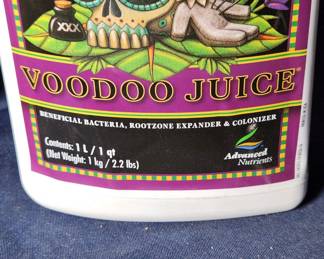 XXX
VOODOO JUICE
BENEFICIAL BACTERIA, ROOTZONE EXPANDER & COLONIZER
Contents: 1 L / 1 qt
(Net Weight: 1 kg / 2.2 lbs)
Advanced
Nutrients